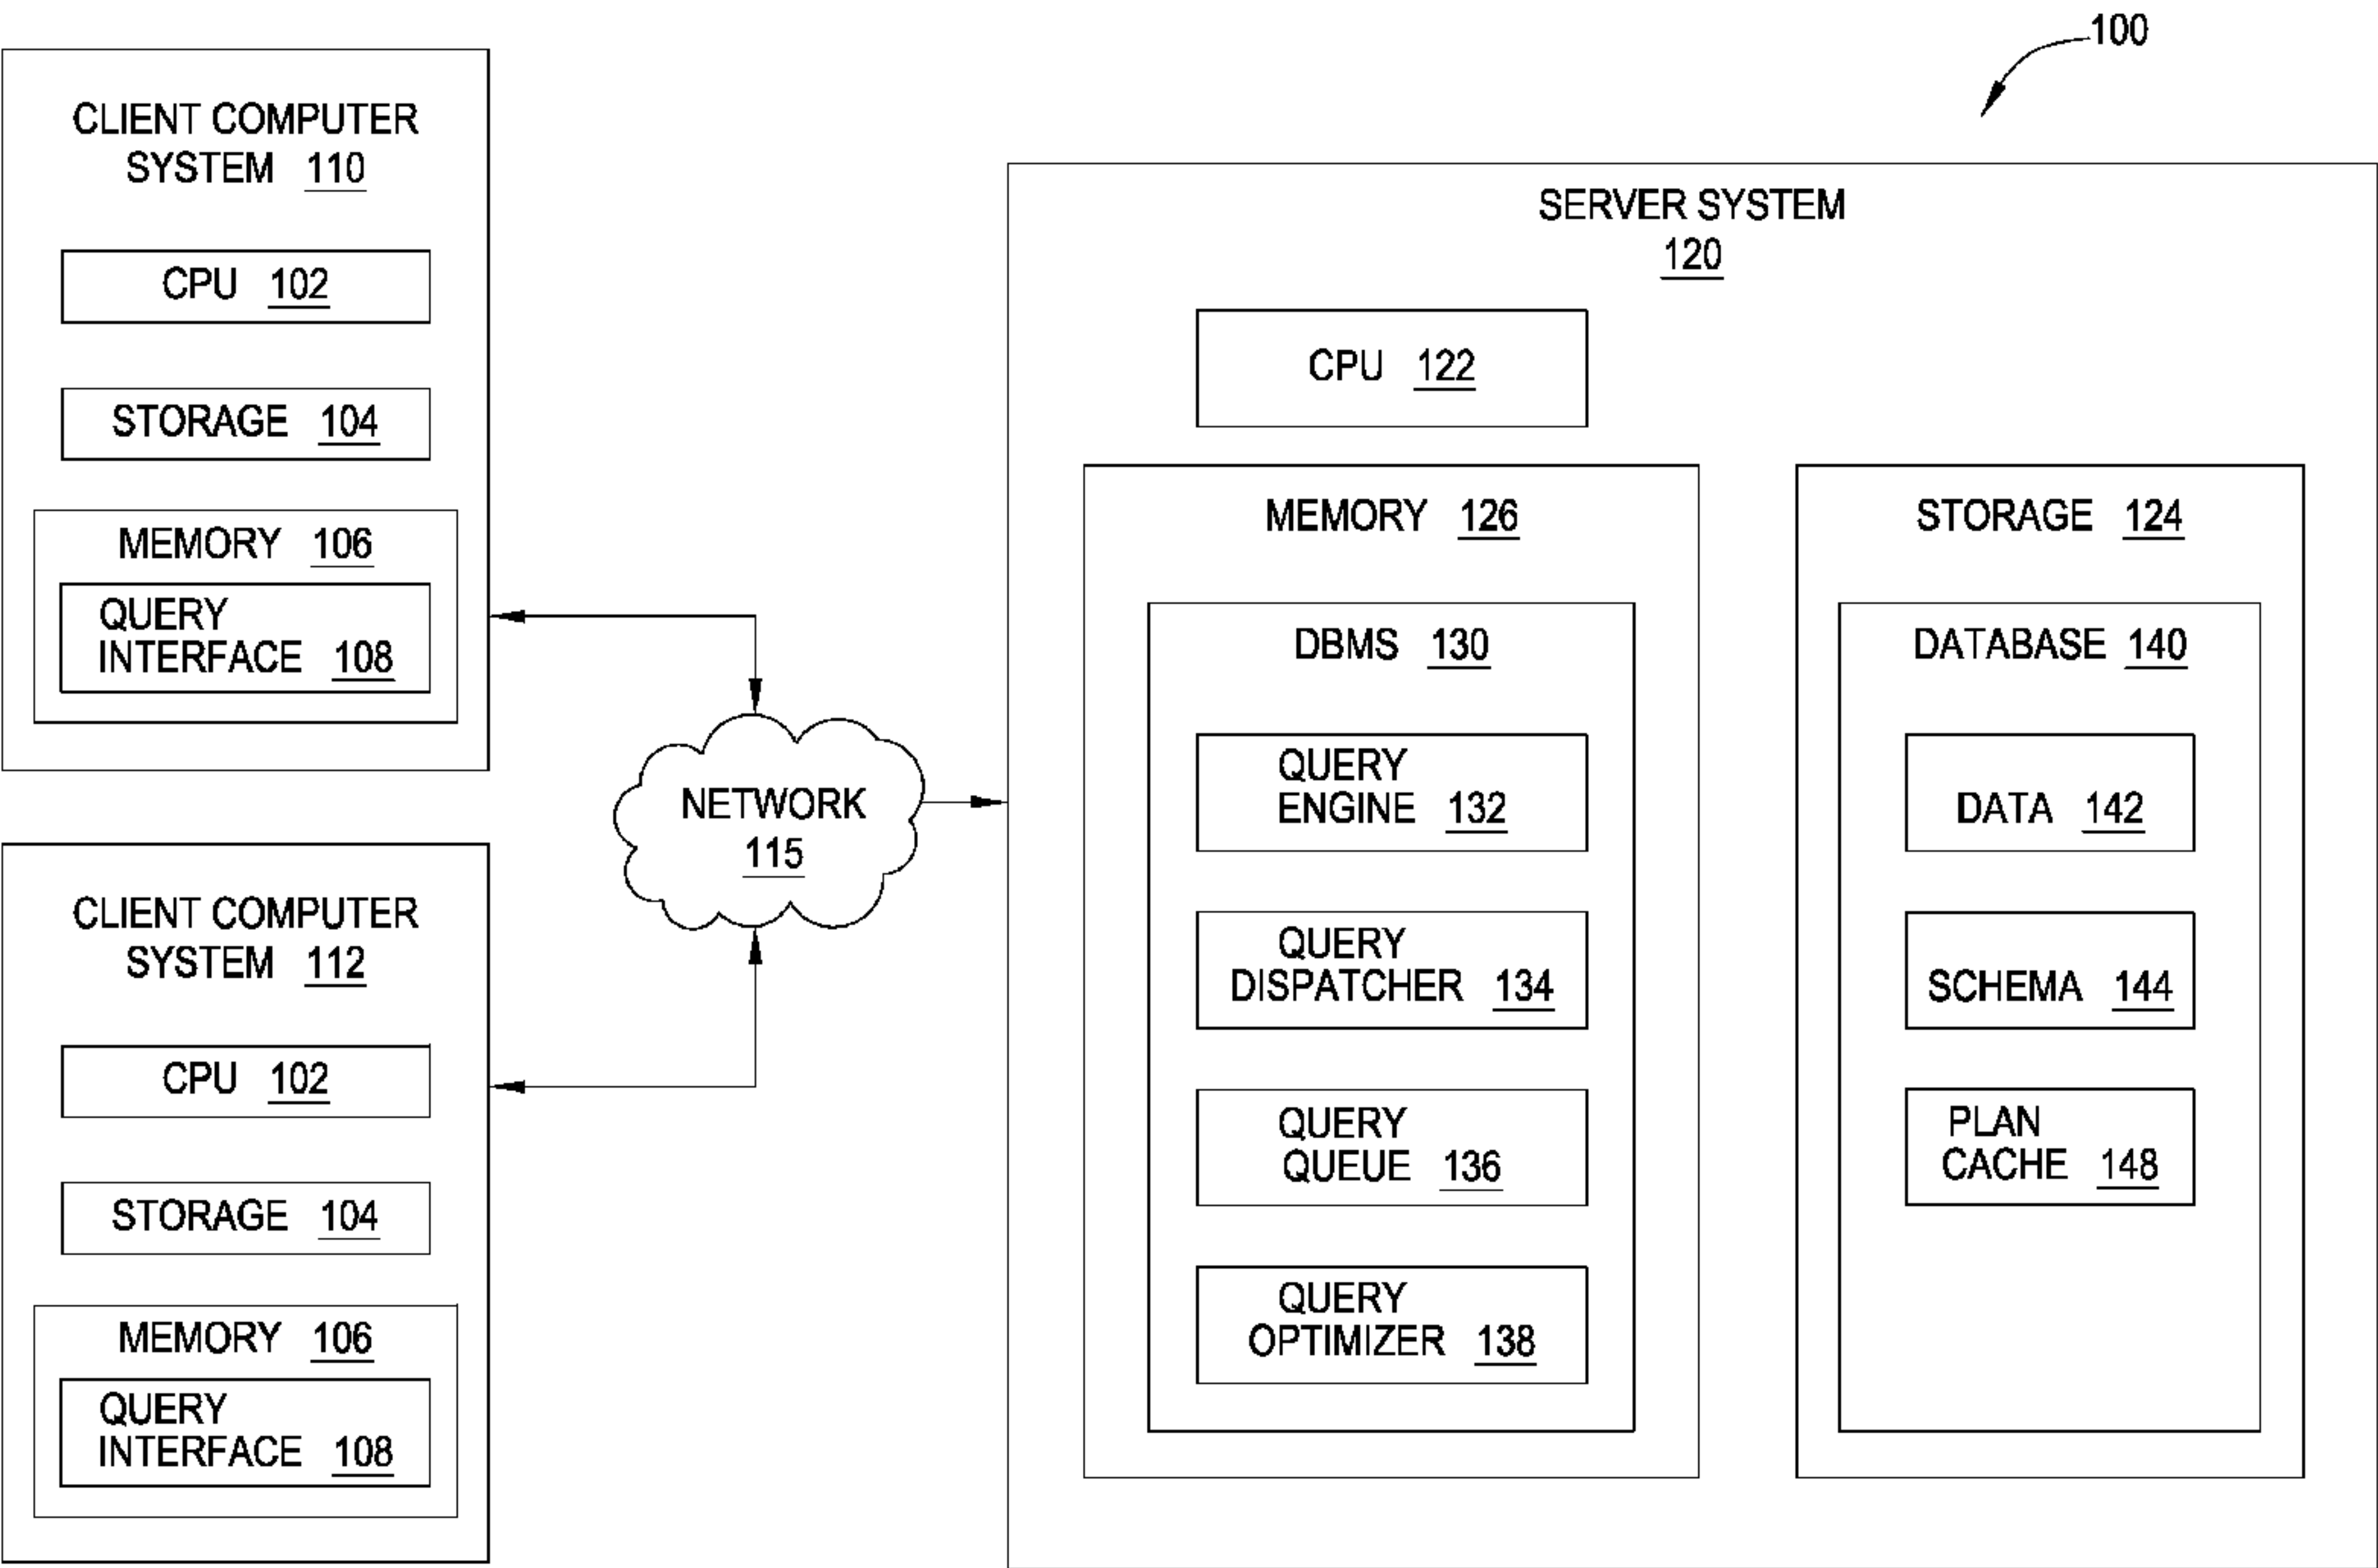 100
CLIENT COMPUTER
SYSTEM 110
CPU 102
STORAGE 104
MEMORY 106
QUERY
INTERFACE 108
CLIENT COMPUTER
SYSTEM 112
CPU 102
STORAGE 104
MEMORY 106
QUERY
INTERFACE 108
NETWORK
115
SERVER SYSTEM
120
CPU 122
MEMORY 126
DBMS 130
QUERY
ENGINE 132
QUERY
DISPATCHER 134
QUERY
QUEUE 136
QUERY
OPTIMIZER 138
STORAGE 124
DATABASE 140
DATA 142
SCHEMA 144
PLAN
CACHE 148